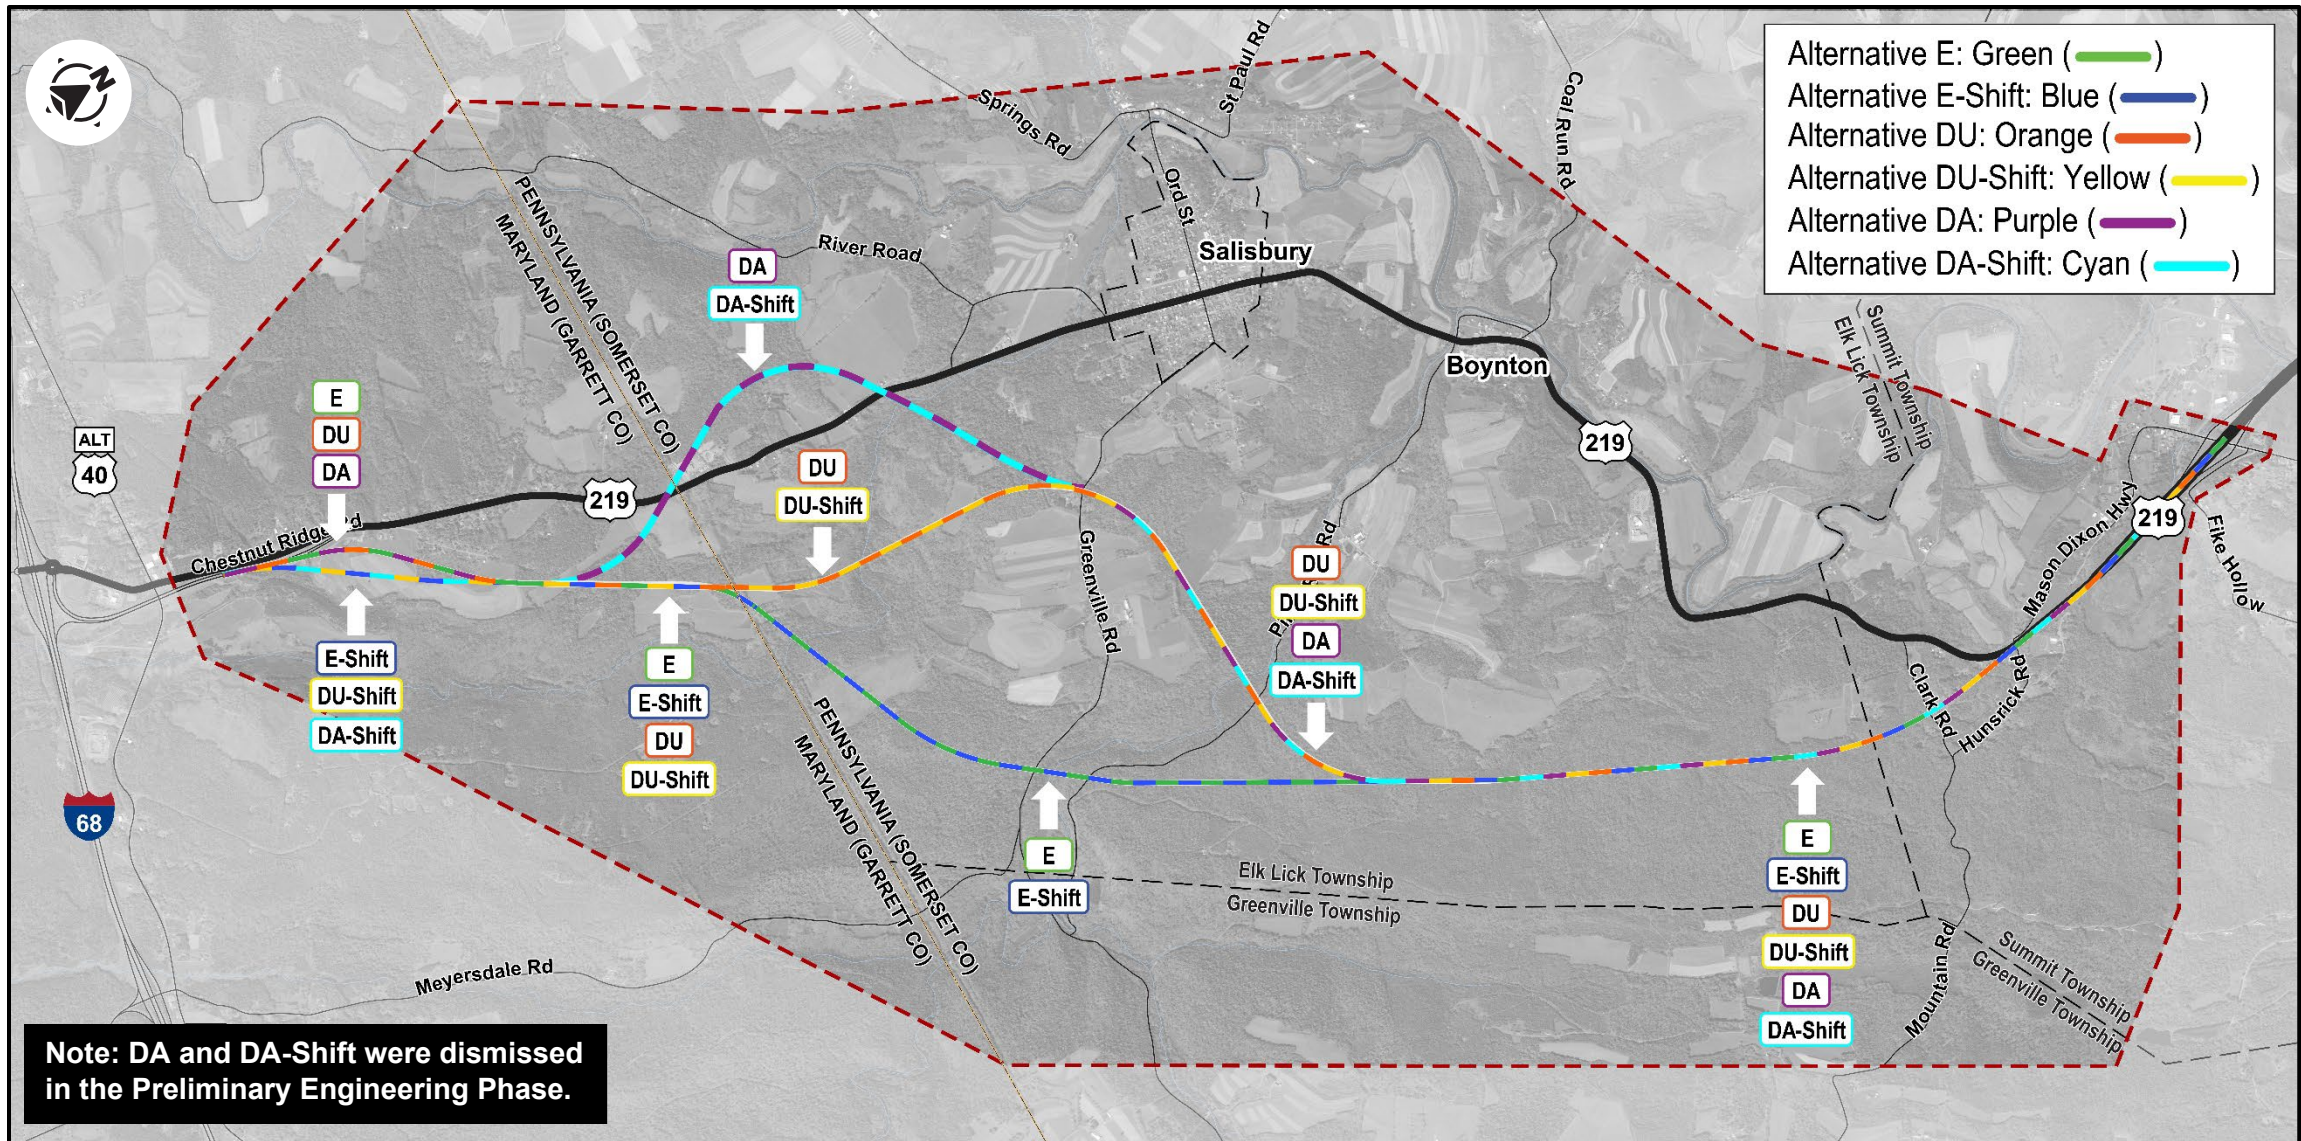 N
Alternative E: Green ( )
Alternative E-Shift: Blue ( )
Alternative DU: Orange ( )
Alternative DU-Shift: Yellow ( )
Alternative DA: Purple ( )
Alternative DA-Shift: Cyan ( )
St Paul Rd
Springs Rd
Coal Run Rd
Ord St
PENNSYLVANIA (SOMERSET CO)
MARYLAND (GARRETT CO)
River Road
Salisbury
DA
DA-Shift
Boynton
Summit Township
Elk Lick Township
E
DU
DA
ALT
40
219
DU
DU-Shift
219
Chestnut Ridge Rd
Greenville Rd
Rd
Mason Dixon Hwy
219
Fike Hollow
DU
DU-Shift
DA
DA-Shift
E-Shift
DU-Shift
DA-Shift
E
E-Shift
DU
DU-Shift
Clark Rd
Hunsrick Rd
PENNSYLVANIA (SOMERSET CO)
MARYLAND (GARRETT CO)
68
E
E-Shift
Elk Lick Township
Greenville Township
E
E-Shift
DU
DU-Shift
DA
DA-Shift
Meyersdale Rd
Mountain Rd
Summit Township
Greenville Township
Note: DA and DA-Shift were dismissed
in the Preliminary Engineering Phase.